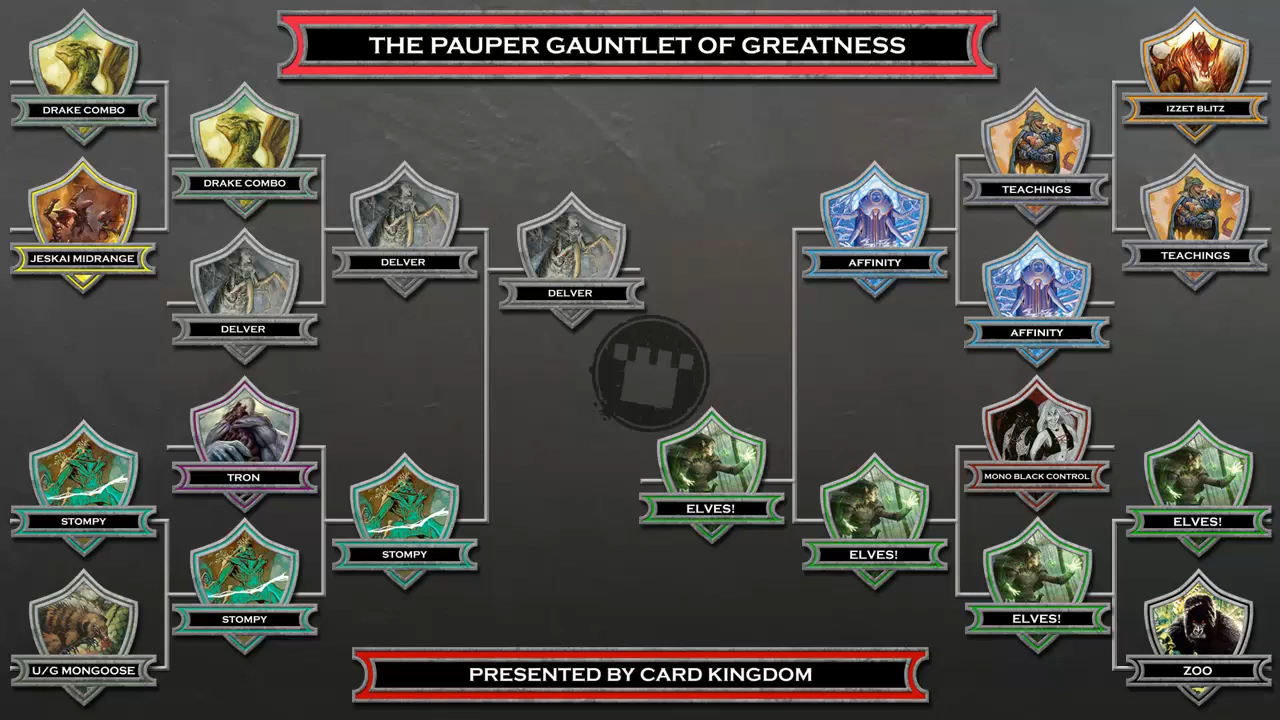 THE PAUPER GAUNTLET OF GREATNESS
DRAKE COMBO
JESKAI MIDRANGE
STOMPY
U/G MONGOOSE
DRAKE COMBO
DELVER
TRON
STOMPY
DELVER
STOMPY
DELVER
ELVES!
AFFINITY
ELVES!
TEACHINGS
AFFINITY
MONO BLACK CONTROL
ELVES!
IZZET BLITZ
TEACHINGS
ELVES!
ZOO
PRESENTED BY CARD KINGDOM